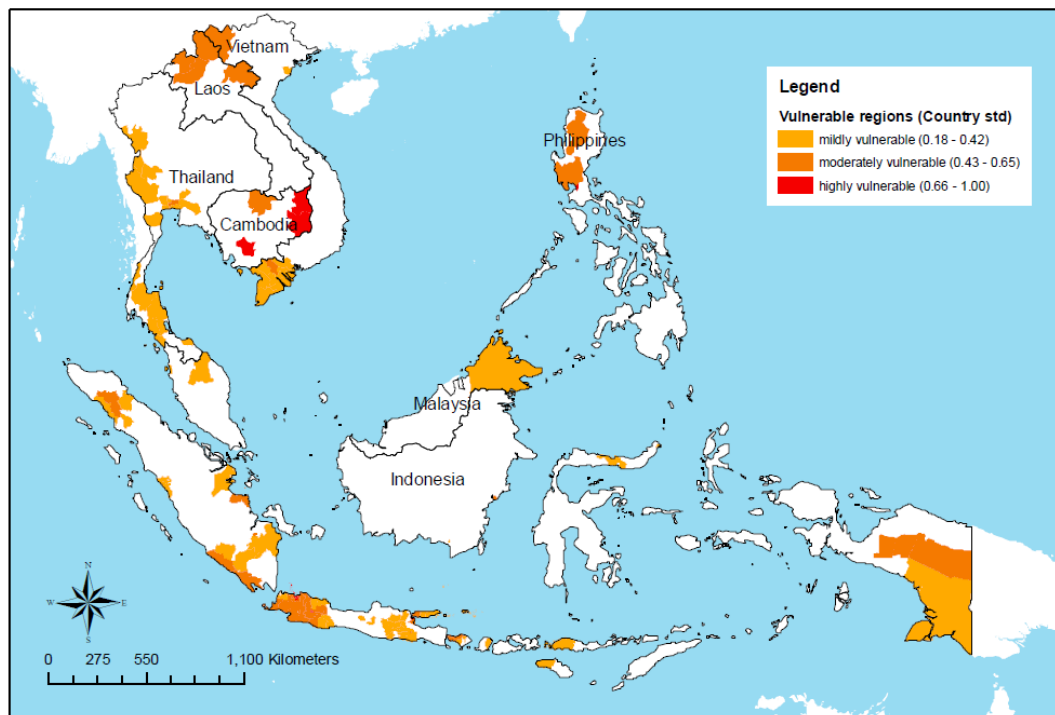 Vietnam
Laos
Thailand
Cambodia
Philippines
Malaysia
Indonesia
Legend
Vulnerable regions (Country std)
mildly vulnerable (0.18 - 0.42)
moderately vulnerable (0.43 - 0.65)
highly vulnerable (0.66 - 1.00)
N
W E
S
0 275 550 1,100 Kilometers